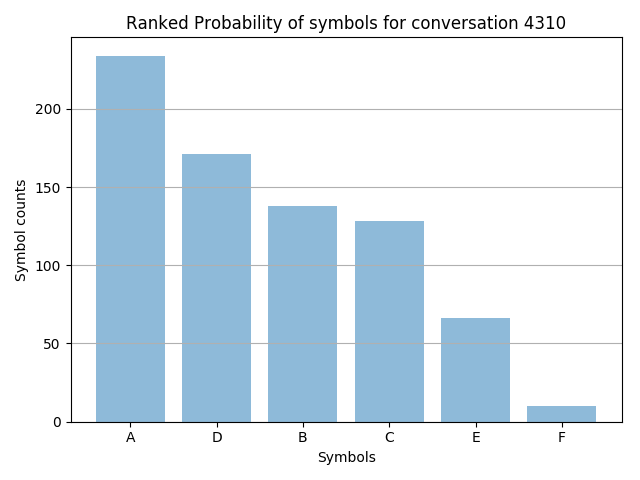 Ranked Probability of symbols for conversation 4310
Symbol counts
200
150
100
50
0
A D B C E F
Symbols